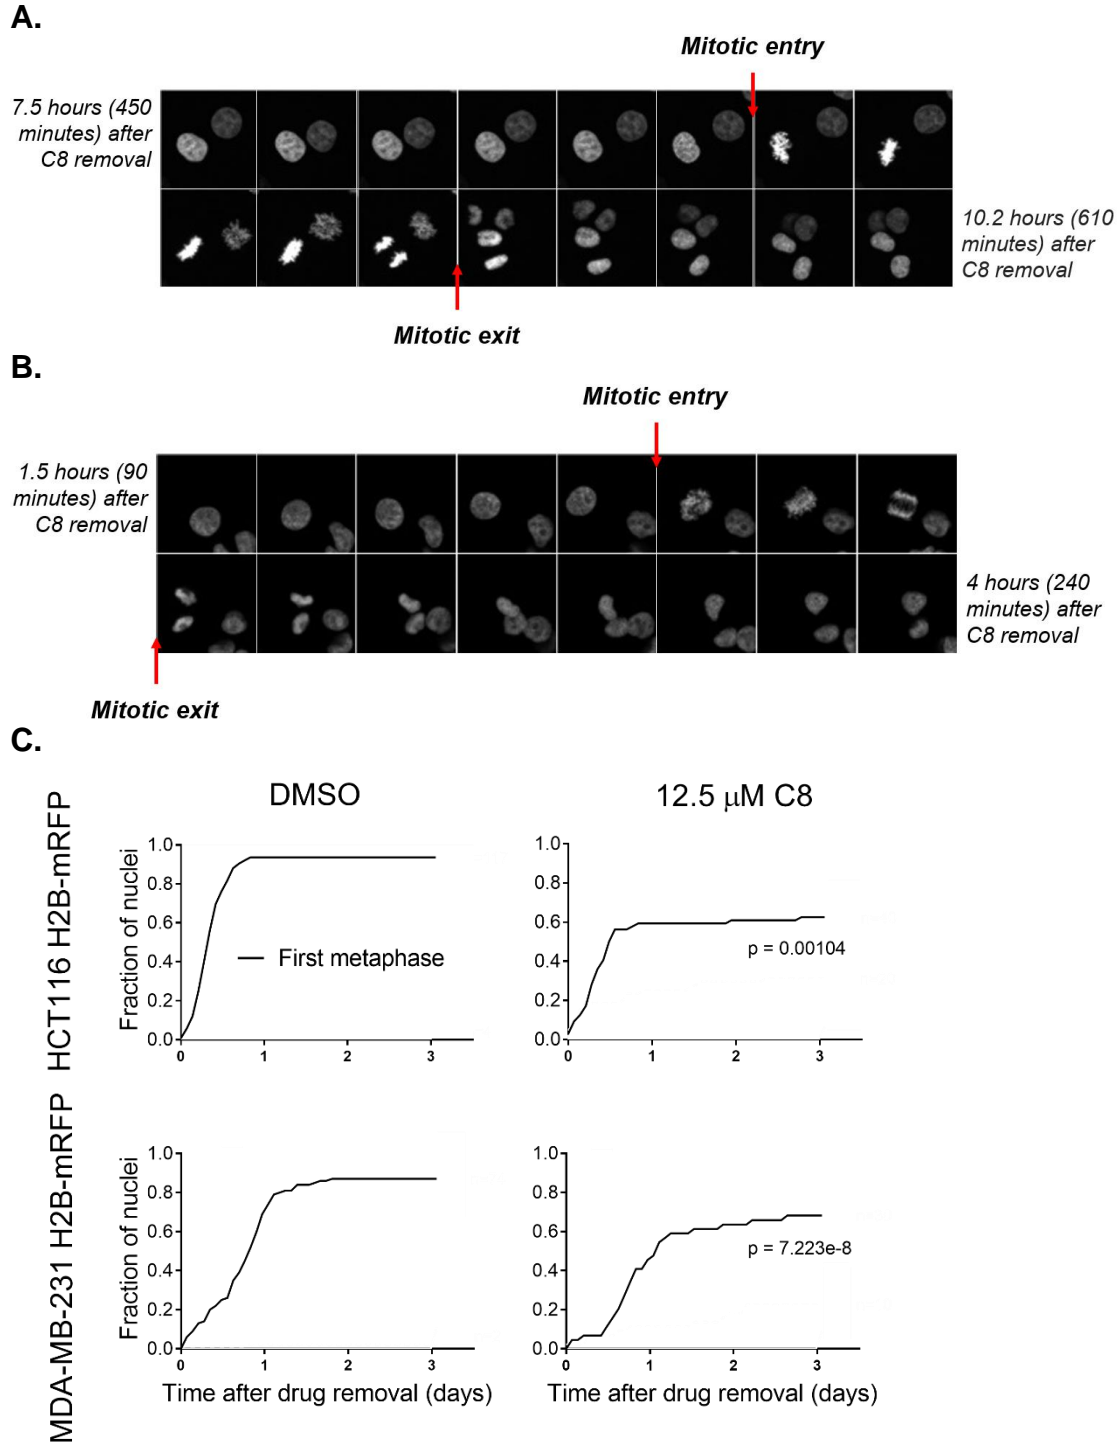 A.
Mitotic entry
7.5 hours (450
minutes) after
C8 removal
10.2 hours (610
minutes) after
C8 removal
Mitotic exit
B.
Mitotic entry
1.5 hours (90
minutes) after
C8 removal
4 hours (240
minutes) after
C8 removal
Mitotic exit
C.
DMSO
12.5 μM C8
HCT116 H2B-mRFP
Fraction of nuclei
1.0
0.8
0.6
0.4
0.2
0.0
0 1 2 3
First metaphase
1.0
0.8
0.6
0.4
0.2
0.0
0 1 2 3
p = 0.00104
MDA-MB-231 H2B-mRFP
Fraction of nuclei
1.0
0.8
0.6
0.4
0.2
0.0
0 1 2 3
Time after drug removal (days)
1.0
0.8
0.6
0.4
0.2
0.0
0 1 2 3
p = 7.223e-8
Time after drug removal (days)